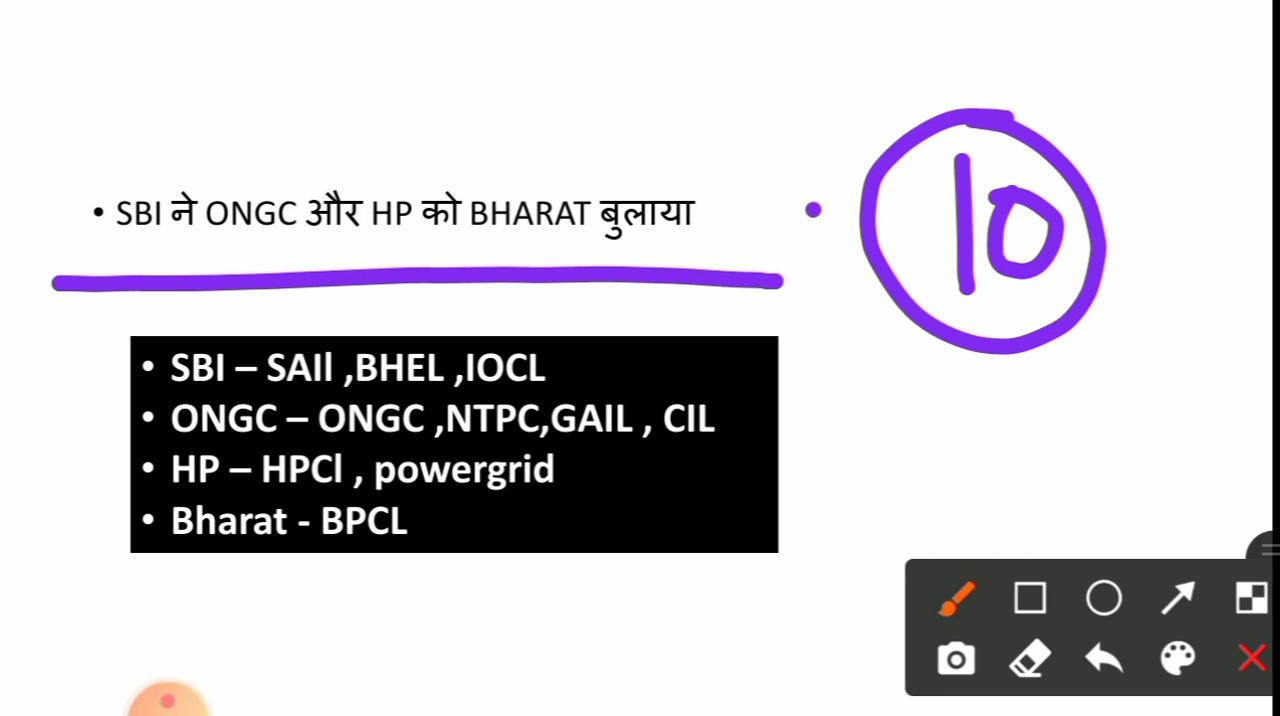 • SBI ने ONGC और HP को BHARAT बुलाया
10
• SBI – SAIl ,BHEL ,IOCL
• ONGC – ONGC ,NTPC,GAIL , CIL
• HP – HPCl , powergrid
• Bharat - BPCL